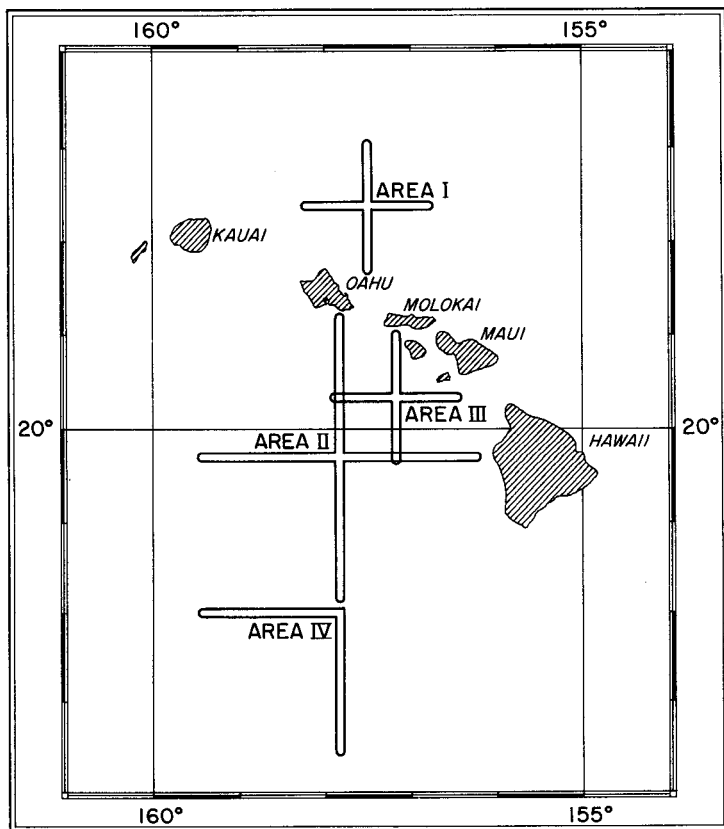 160°
155°
AREA I
KAUAI
OAHU
MOLOKAI
MAUI
AREA III
20°
20°
AREA II
HAWAII
AREA IV
160°
155°